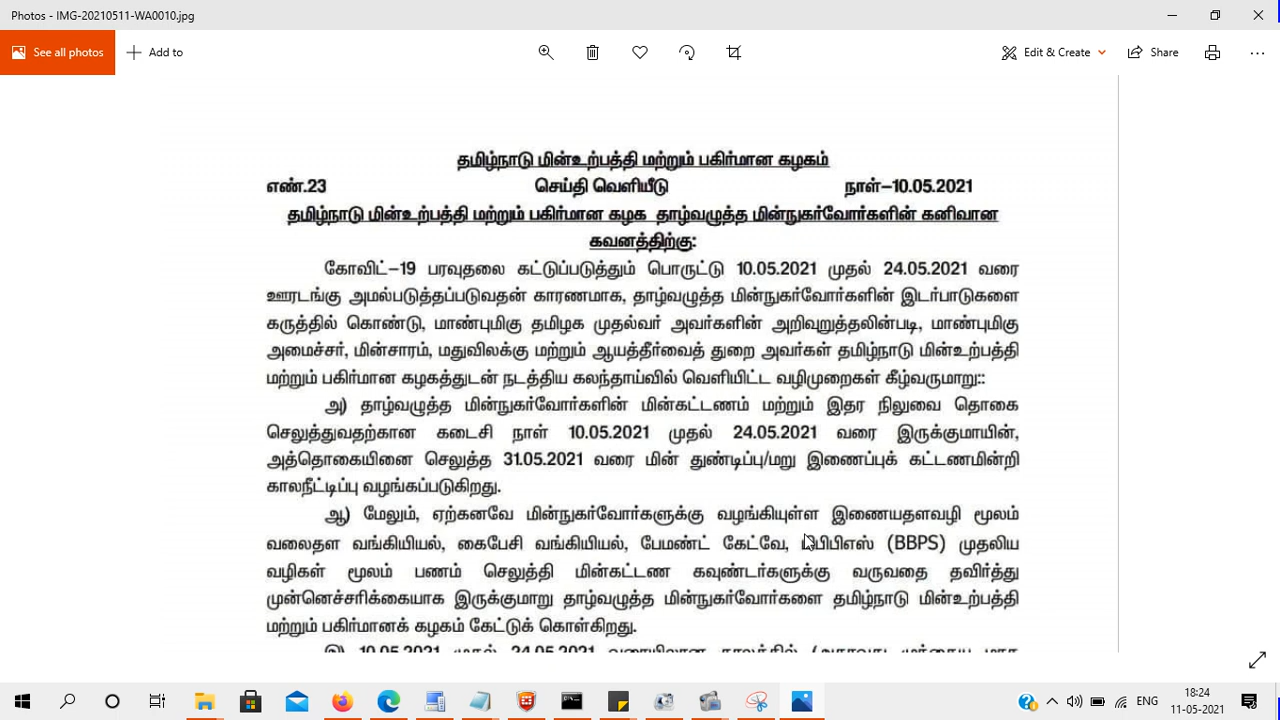 Photos - IMG-20210511-WA0010.jpg
See all photos
Add to
Edit & Create
Share
தமிழ்நாடு மின்உற்பத்தி மற்றும் பகிர்மான கழகம்
எண்.23 செய்தி வெளியீடு நாள்–10.05.2021
தமிழ்நாடு மின்உற்பத்தி மற்றும் பகிர்மான கழக தாழ்வழுத்த மின்நுகர்வோர்களின் கனிவான
கவனத்திற்கு:
கோவிட்–19 பரவுதலை கட்டுப்படுத்தும் பொருட்டு 10.05.2021 முதல் 24.05.2021 வரை
ஊரடங்கு அமல்படுத்தப்படுவதன் காரணமாக, தாழ்வழுத்த மின்நுகர்வோர்களின் இடர்பாடுகளை
கருத்தில் கொண்டு, மாண்புமிகு தமிழக முதல்வர் அவர்களின் அறிவுறுத்தலின்படி, மாண்புமிகு
அமைச்சர், மின்சாரம், மதுவிலக்கு மற்றும் ஆயத்தீர்வைத் துறை அவர்கள் தமிழ்நாடு மின்உற்பத்தி
மற்றும் பகிர்மான கழகத்துடன் நடத்திய கலந்தாய்வில் வெளியிட்ட வழிமுறைகள் கீழ்வருமாறு::
அ) தாழ்வழுத்த மின்நுகர்வோர்களின் மின்கட்டணம் மற்றும் இதர நிலுவை தொகை
செலுத்துவதற்கான கடைசி நாள் 10.05.2021 முதல் 24.05.2021 வரை இருக்குமாயின்,
அத்தொகையினை செலுத்த 31.05.2021 வரை மின் துண்டிப்பு/மறு இணைப்புக் கட்டணமின்றி
காலநீட்டிப்பு வழங்கப்படுகிறது.
ஆ) மேலும், ஏற்கனவே மின்நுகர்வோர்களுக்கு வழங்கியுள்ள இணையதளவழி மூலம்
வலைதள வங்கியியல், கைபேசி வங்கியியல், பேமண்ட் கேட்வே, (BBPS) முதலிய
வழிகள் மூலம் பணம் செலுத்தி மின்கட்டண கவுண்டர்களுக்கு வருவதை தவிர்த்து
முன்னெச்சரிக்கையாக இருக்குமாறு தாழ்வழுத்த மின்நுகர்வோர்களை தமிழ்நாடு மின்உற்பத்தி
மற்றும் பகிர்மானக் கழகம் கேட்டுக் கொள்கிறது.
இ) 10.05.2021 முதல் 24.05.2021 வரையிலான காலத்தில்
ENG
18:24
11-05-2021